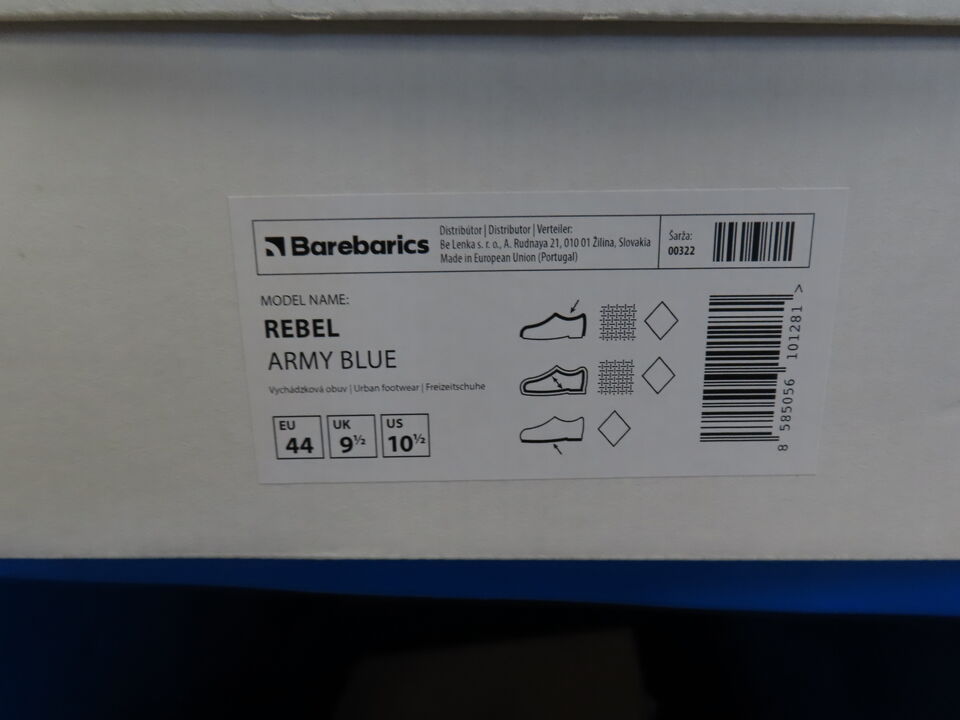 Barebarics
Distribútor | Distributor | Verteiler:
Be Lenka s. r. o., A. Rudnaya 21, 010 01 Žilina, Slovakia
Made in European Union (Portugal)
Šarža:
00322
MODEL NAME:
REBEL
ARMY BLUE
Vychádzková obuv | Urban footwear | Freizeitschuhe
EU
44
UK
9½
US
10½
8 585056 101281 >